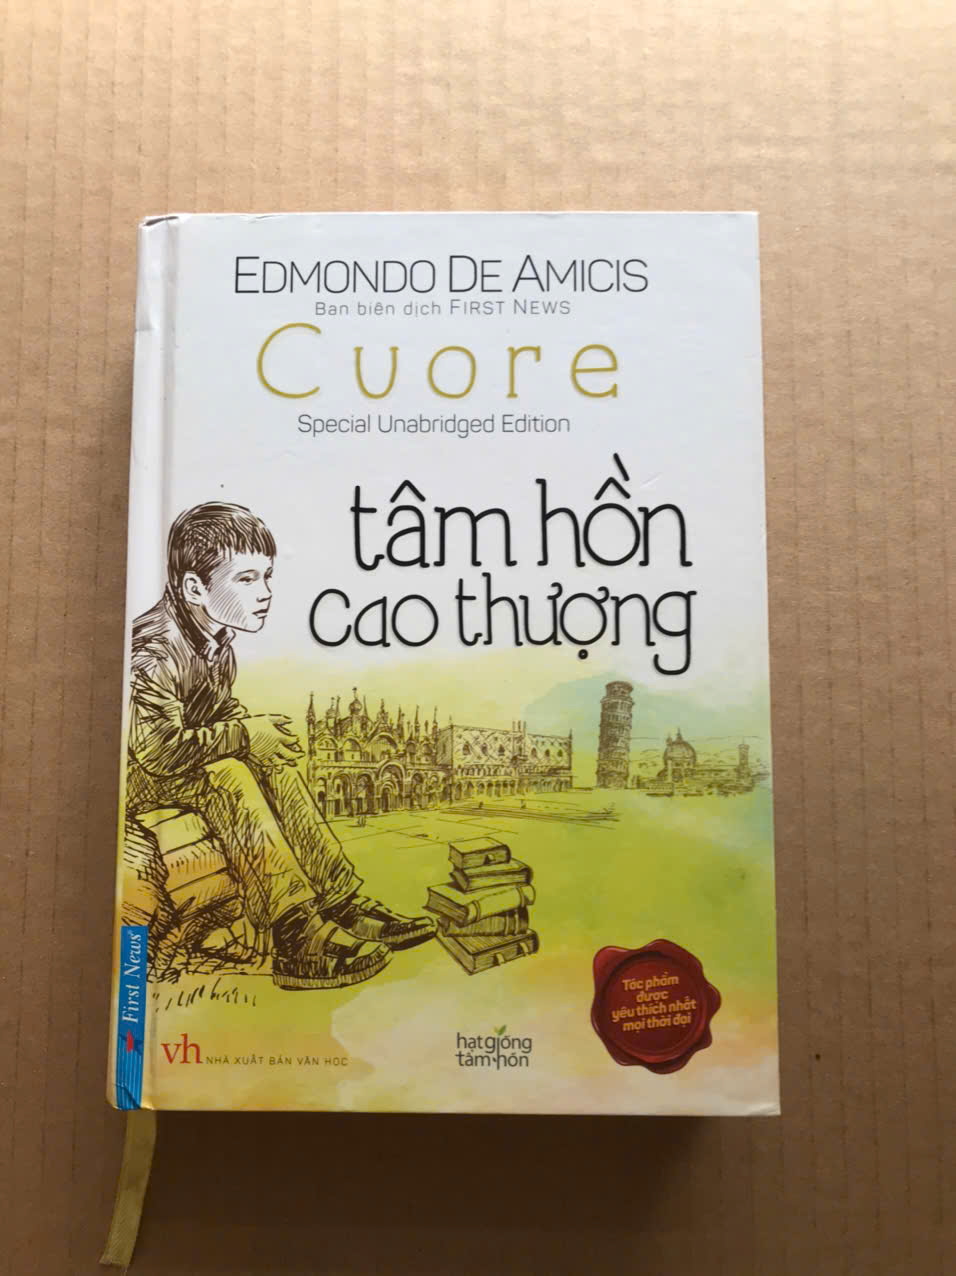 EDMONDO DE AMICIS
Ban biên dịch FIRST NEWS
Cuore
Special Unabridged Edition
tâm hồn
cao thượng
Tác phẩm
được
yêu thích nhất
mọi thời đại
First News
vh NHÀ XUẤT BẢN VĂN HỌC
hạt giống
tâm hồn